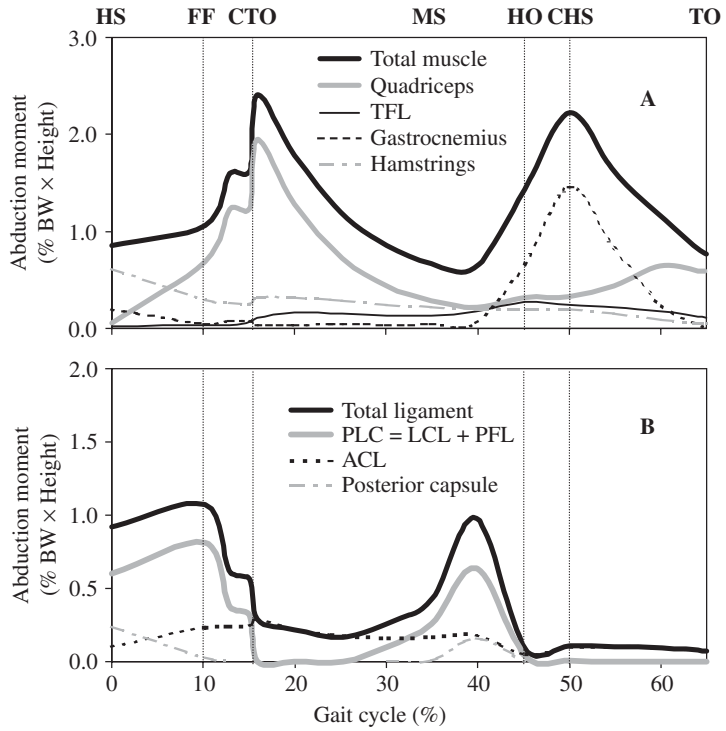 HS FF CTO MS HO CHS TO
3.0
2.0
1.0
0.0
Abduction moment
(% BW × Height)
Total muscle
Quadriceps
TFL
Gastrocnemius
Hamstrings
A
2.0
1.5
1.0
0.5
0.0
Abduction moment
(% BW × Height)
Total ligament
PLC = LCL + PFL
ACL
Posterior capsule
B
0 10 20 30 40 50 60
Gait cycle (%)